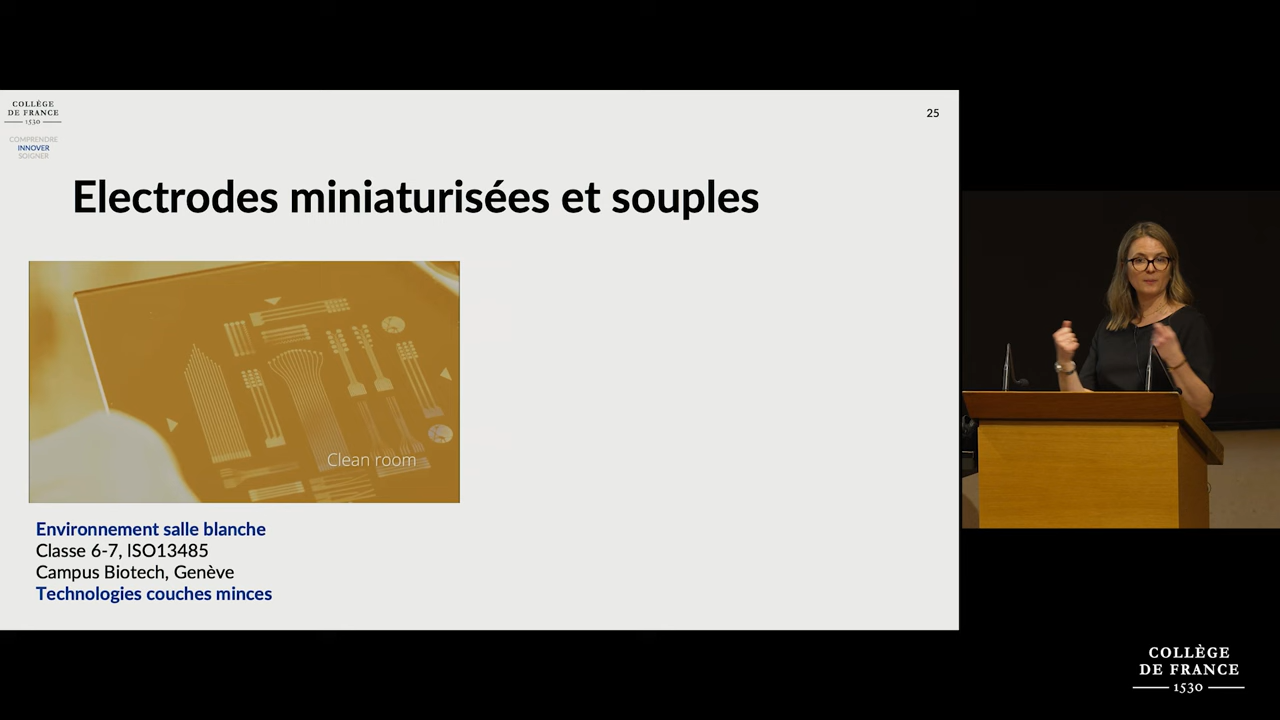 COLLÈGE
DE FRANCE
1530
COMPRENDRE
INNOVER
SOIGNER
25
Electrodes miniaturisées et souples
Clean room
Environnement salle blanche
Classe 6-7, ISO13485
Campus Biotech, Genève
Technologies couches minces
COLLÈGE
DE FRANCE
1530